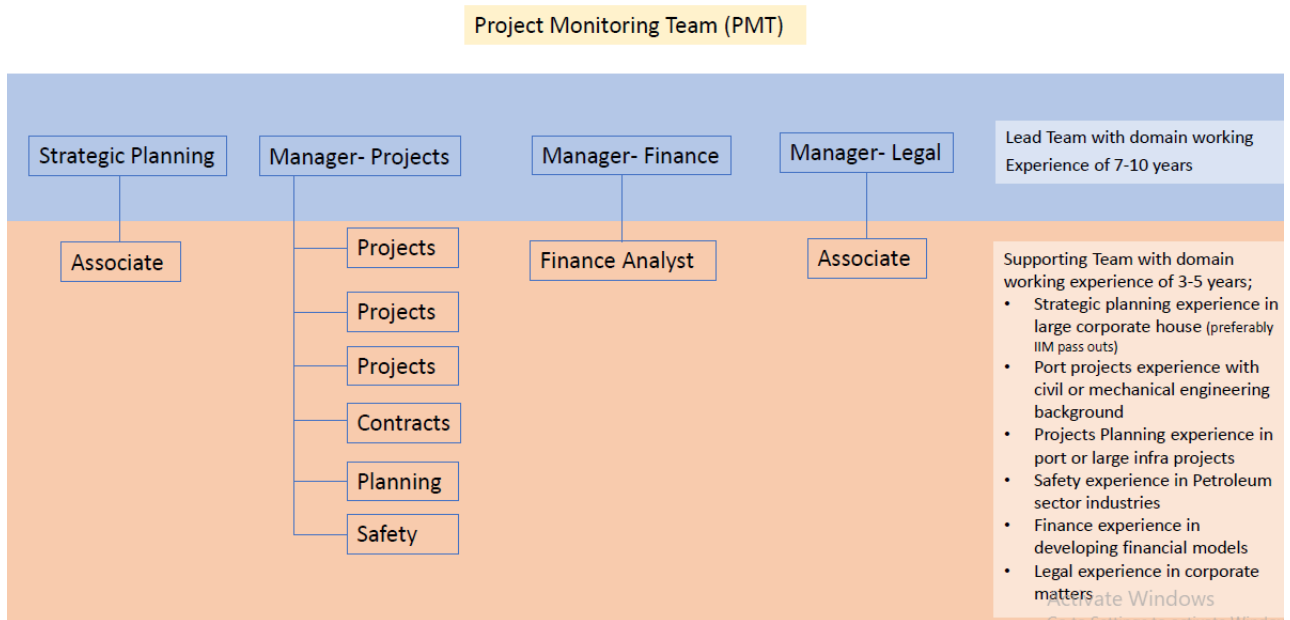 Project Monitoring Team (PMT)
Strategic Planning
Manager- Projects
Manager- Finance
Manager- Legal
Lead Team with domain working
Experience of 7-10 years
Associate
Projects
Projects
Projects
Contracts
Planning
Safety
Finance Analyst
Associate
Supporting Team with domain
working experience of 3-5 years;
• Strategic planning experience in
large corporate house (preferably
IIM pass outs)
• Port projects experience with
civil or mechanical engineering
background
• Projects Planning experience in
port or large infra projects
• Safety experience in Petroleum
sector industries
• Finance experience in
developing financial models
• Legal experience in corporate
matters
Activate Windows